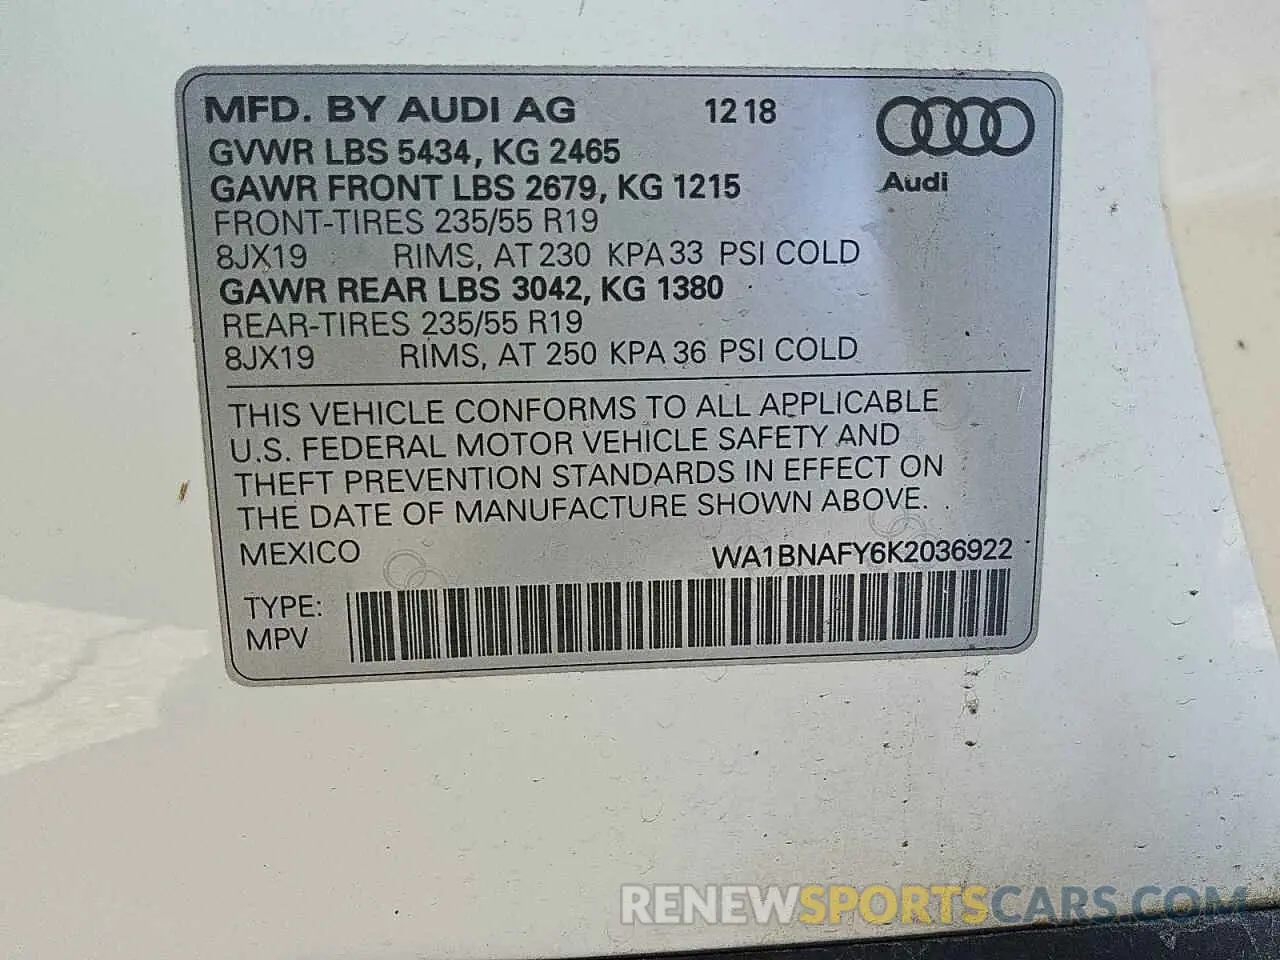 MFD. BY AUDI AG 12 18
GVWR LBS 5434, KG 2465
GAWR FRONT LBS 2679, KG 1215
Audi
FRONT-TIRES 235/55 R19
8JX19 RIMS, AT 230 KPA 33 PSI COLD
GAWR REAR LBS 3042, KG 1380
REAR-TIRES 235/55 R19
8JX19 RIMS, AT 250 KPA 36 PSI COLD
THIS VEHICLE CONFORMS TO ALL APPLICABLE
U.S. FEDERAL MOTOR VEHICLE SAFETY AND
THEFT PREVENTION STANDARDS IN EFFECT ON
THE DATE OF MANUFACTURE SHOWN ABOVE.
MEXICO WA1BNAFY6K2036922
TYPE:
MPV
RENEWSPORTSCARS.COM